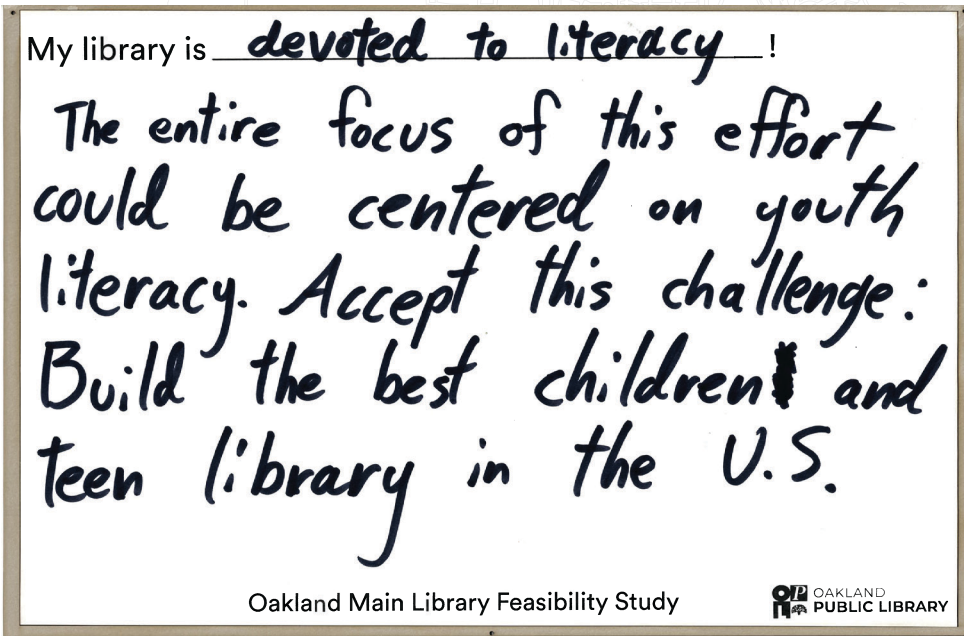 My library is devoted to literacy!
The entire focus of this effort
could be centered on youth
literacy. Accept this challenge:
Build the best children and
teen library in the U.S.
Oakland Main Library Feasibility Study
OPL OAKLAND
PUBLIC LIBRARY